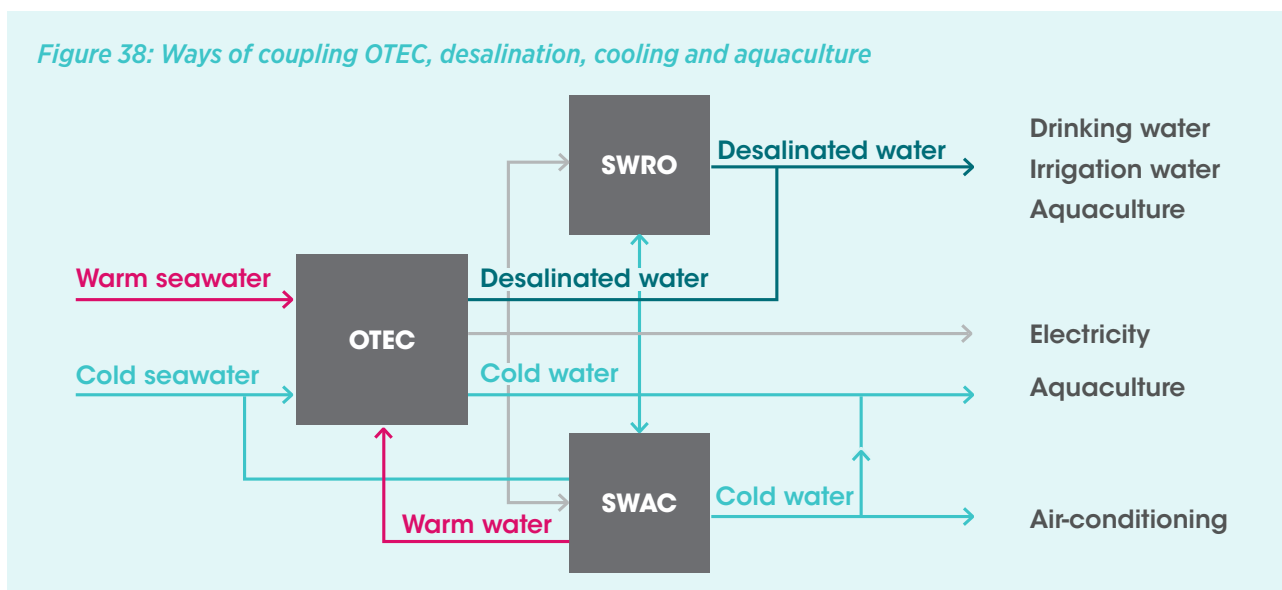 Figure 38: Ways of coupling OTEC, desalination, cooling and aquaculture
SWRO
Desalinated water
Drinking water
Irrigation water
Aquaculture
Warm seawater
Desalinated water
OTEC
Electricity
Cold seawater
Cold water
Aquaculture
SWAC
Cold water
Warm water
Air-conditioning